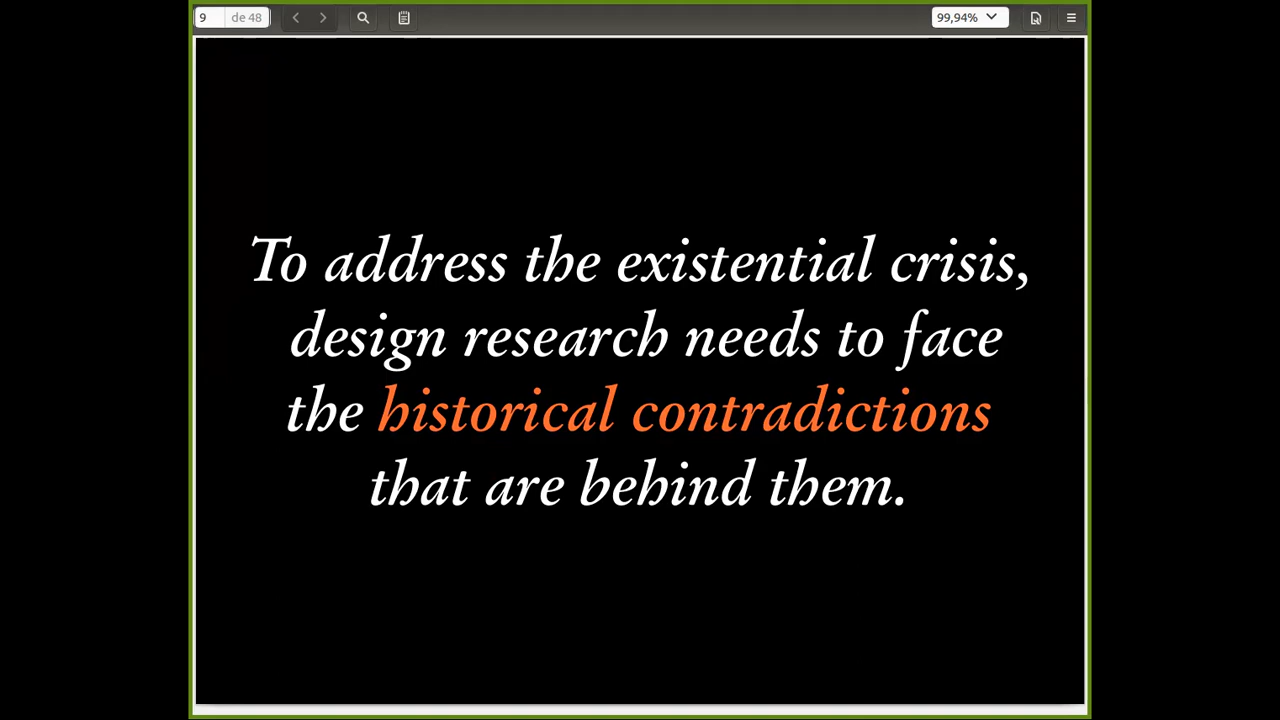 9 de 48 99,94%
To address the existential crisis,
design research needs to face
the historical contradictions
that are behind them.